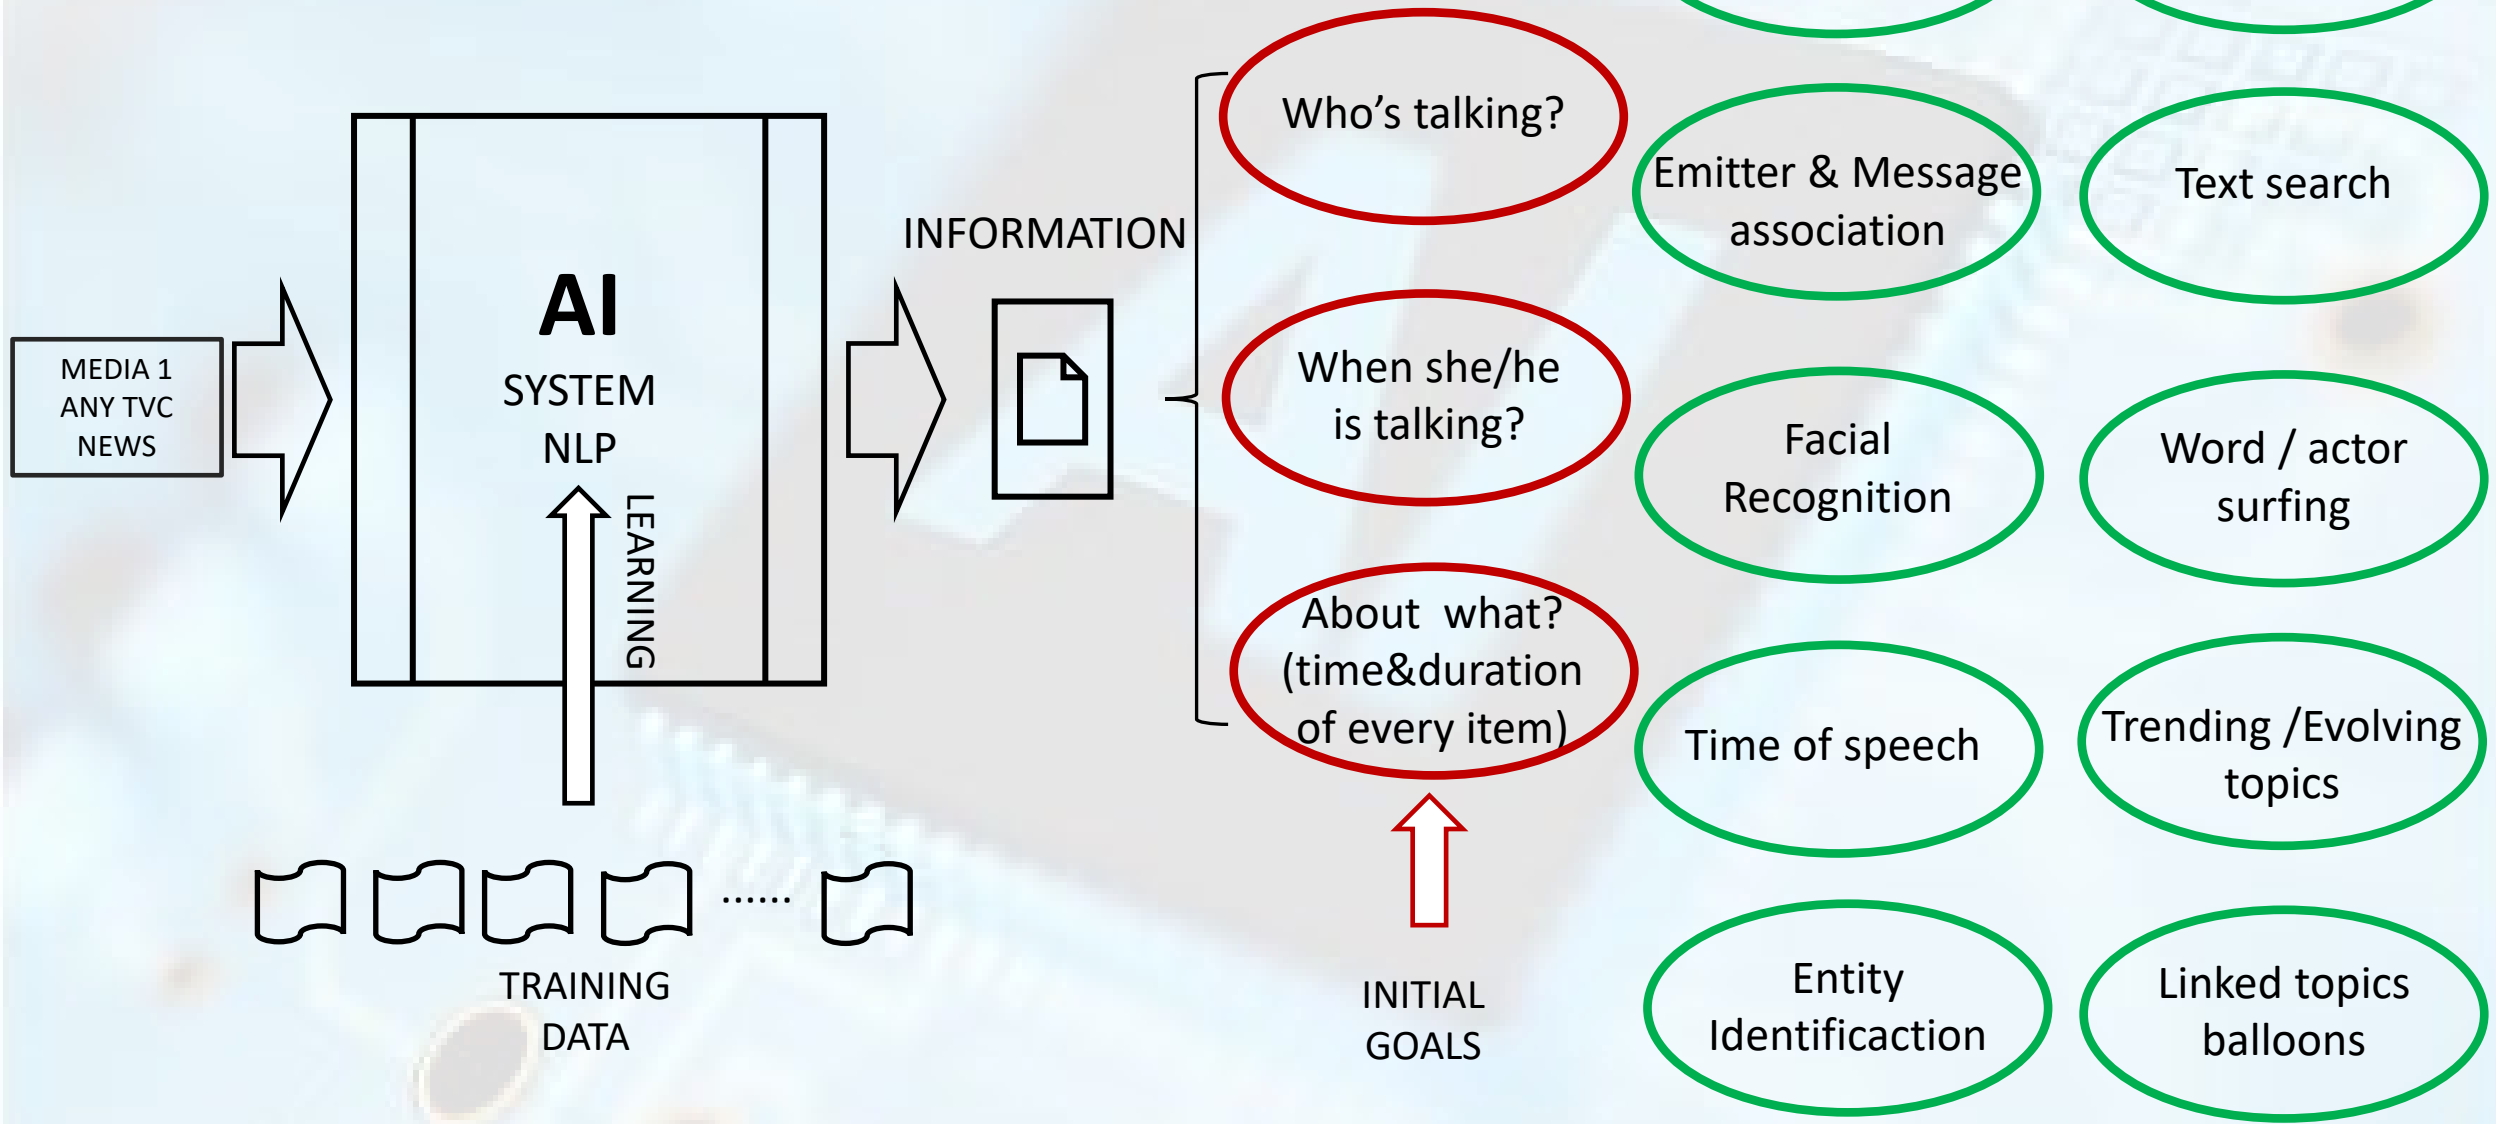 MEDIA 1
ANY TVC
NEWS
AI
SYSTEM
NLP
LEARNING
TRAINING
DATA
INFORMATION
Who’s talking?
When she/he
is talking?
About what?
(time&duration
of every item)
INITIAL
GOALS
Emitter & Message
association
Facial
Recognition
Time of speech
Entity
Identificaction
Text search
Word / actor
surfing
Trending /Evolving
topics
Linked topics
balloons